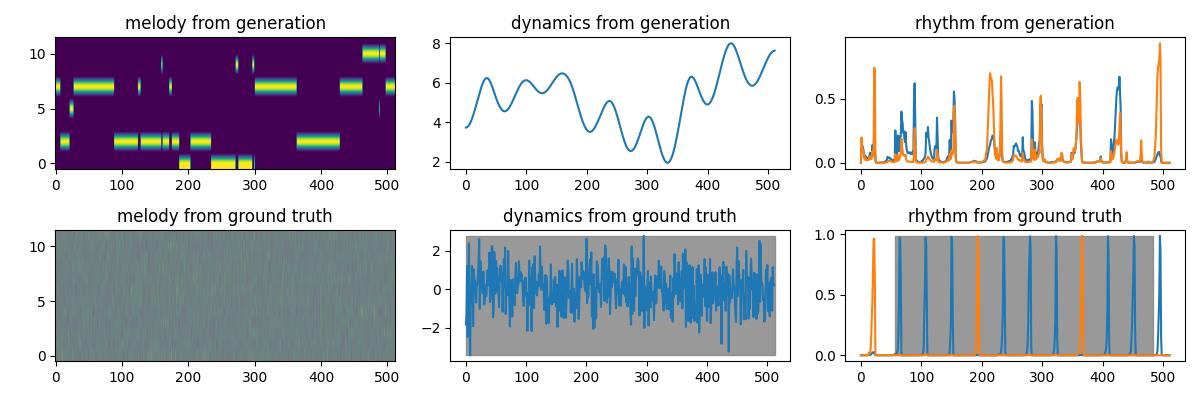 melody from generation
10
5
0
0 100 200 300 400 500
dynamics from generation
8
6
4
2
0 100 200 300 400 500
rhythm from generation
0.5
0.0
0 100 200 300 400 500
melody from ground truth
10
5
0
0 100 200 300 400 500
dynamics from ground truth
2
0
−2
0 100 200 300 400 500
rhythm from ground truth
1.0
0.5
0.0
0 100 200 300 400 500